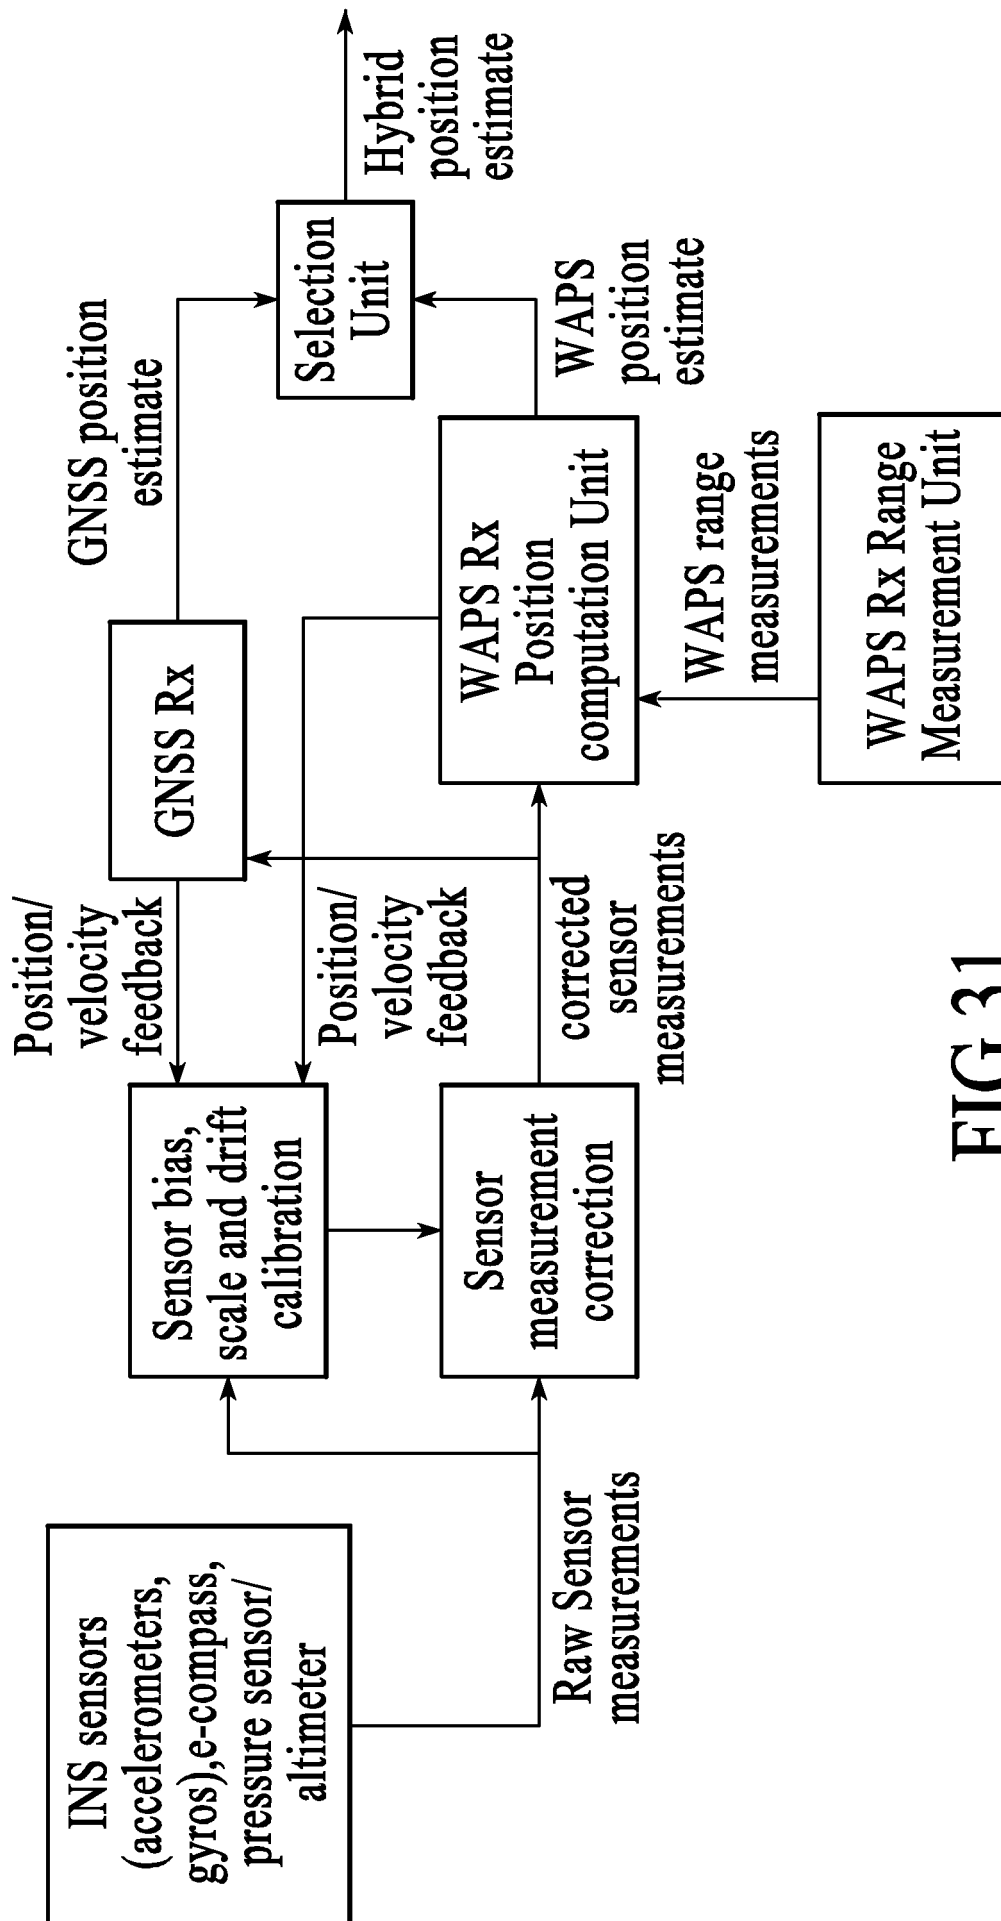 INS sensors
(accelerometers,
gyros),e-compass,
pressure sensor/
altimeter
Raw Sensor
measurements
Sensor bias,
scale and drift
calibration
Sensor
measurement
correction
Position/
velocity
feedback
Position/
velocity
feedback
corrected
sensor
measurements
GNSS Rx
WAPS Rx
Position
computation Unit
WAPS range
measurements
WAPS Rx Range
Measurement Unit
GNSS position
estimate
WAPS
position
estimate
Selection
Unit
Hybrid
position
estimate
FIG.31